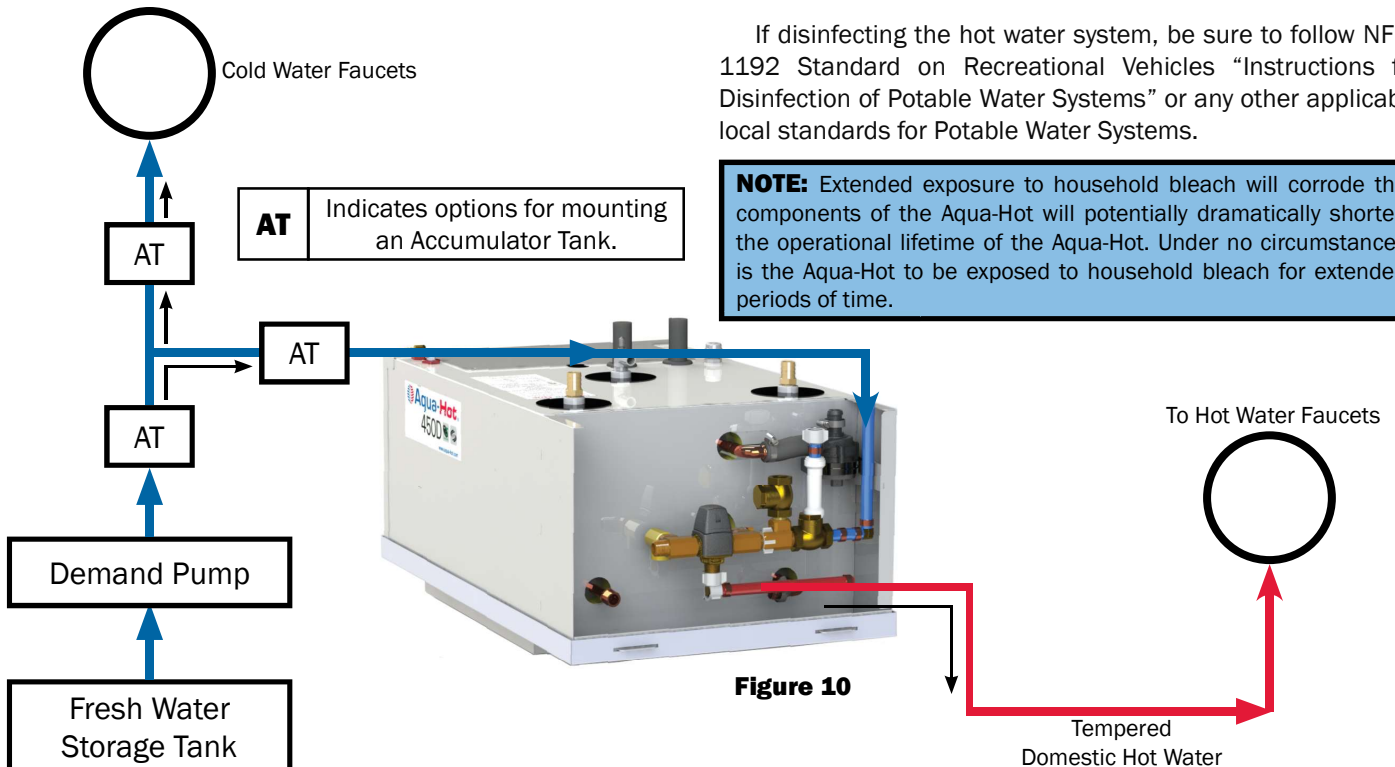 Cold Water Faucets
If disinfecting the hot water system, be sure to follow NF
1192 Standard on Recreational Vehicles “Instructions f
Disinfection of Potable Water Systems” or any other applicab
local standards for Potable Water Systems.
NOTE: Extended exposure to household bleach will corrode th
components of the Aqua-Hot will potentially dramatically shorte
the operational lifetime of the Aqua-Hot. Under no circumstance
is the Aqua-Hot to be exposed to household bleach for extende
periods of time.
AT
Indicates options for mounting
an Accumulator Tank.
AT
AT
AT
Aqua-Hot
450D
To Hot Water Faucets
Demand Pump
Fresh Water
Storage Tank
Figure 10
Tempered
Domestic Hot Water